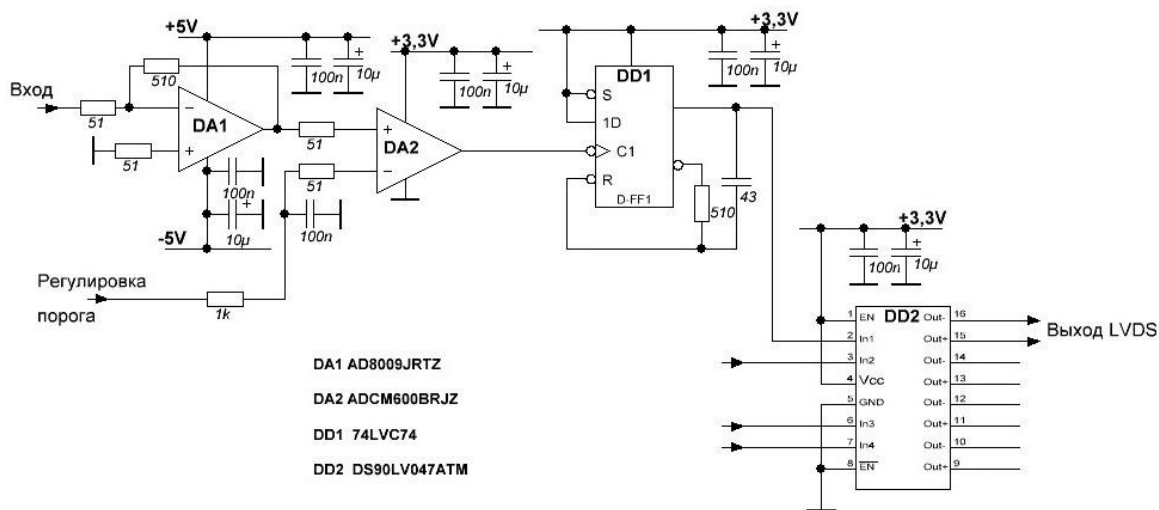 +5V
510
100n
10µ
Вход
51
DA1
51
100n
10µ
-5V
+3,3V
100n
10µ
51
DA2
51
100n
Регулировка
порога
1k
+3,3V
100n
10µ
DD1
S
1D
C1
R
D-FF1
510
43
+3,3V
100n
10µ
DD2
1 EN Out- 16
2 In1 Out+ 15
3 In2 Out- 14
4 Vcc Out+ 13
5 GND Out- 12
6 In3 Out+ 11
7 In4 Out- 10
8 EN Out+ 9
Выход LVDS
DA1 AD8009JRTZ
DA2 ADCM600BRJZ
DD1 74LVC74
DD2 DS90LV047ATM